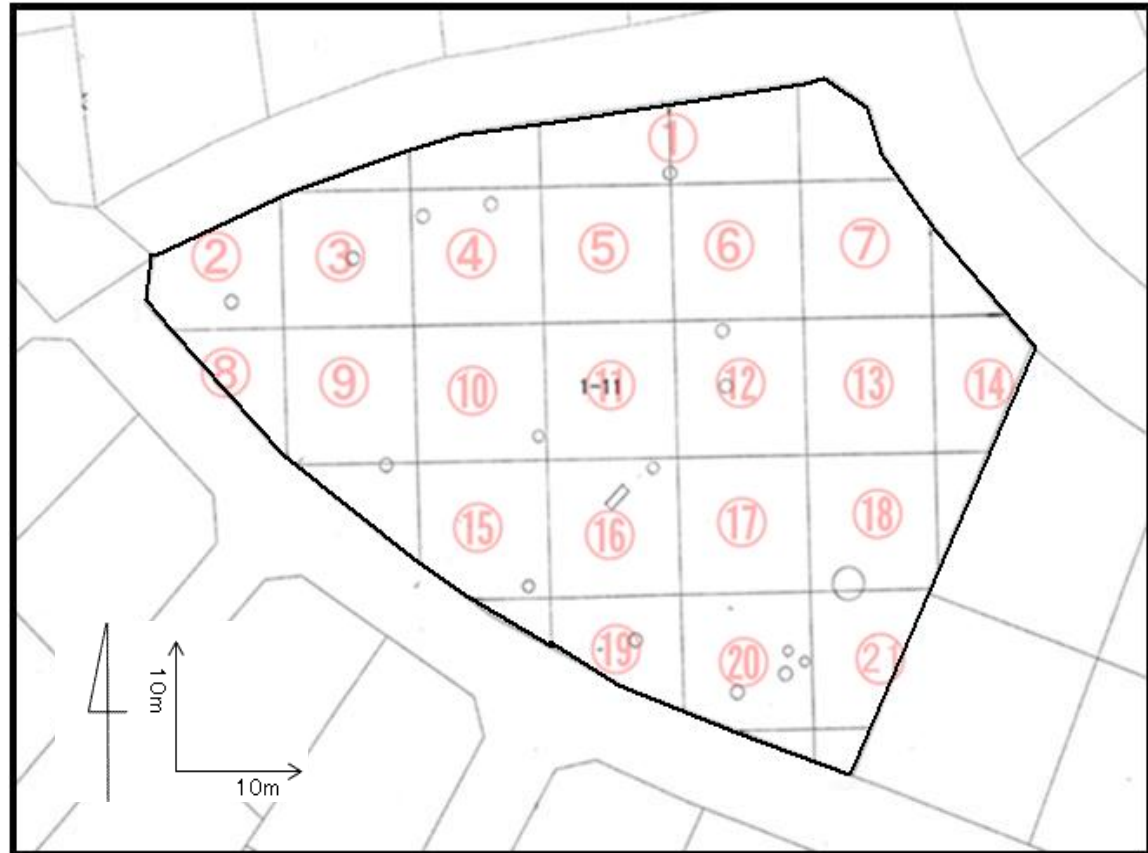 ①
② ③ ④ ⑤ ⑥ ⑦
⑧ ⑨ ⑩ 1-11 ⑪ ⑫ ⑬ ⑭
⑮ ⑯ ⑰ ⑱
⑲ ⑳ ㉑
10m
10m